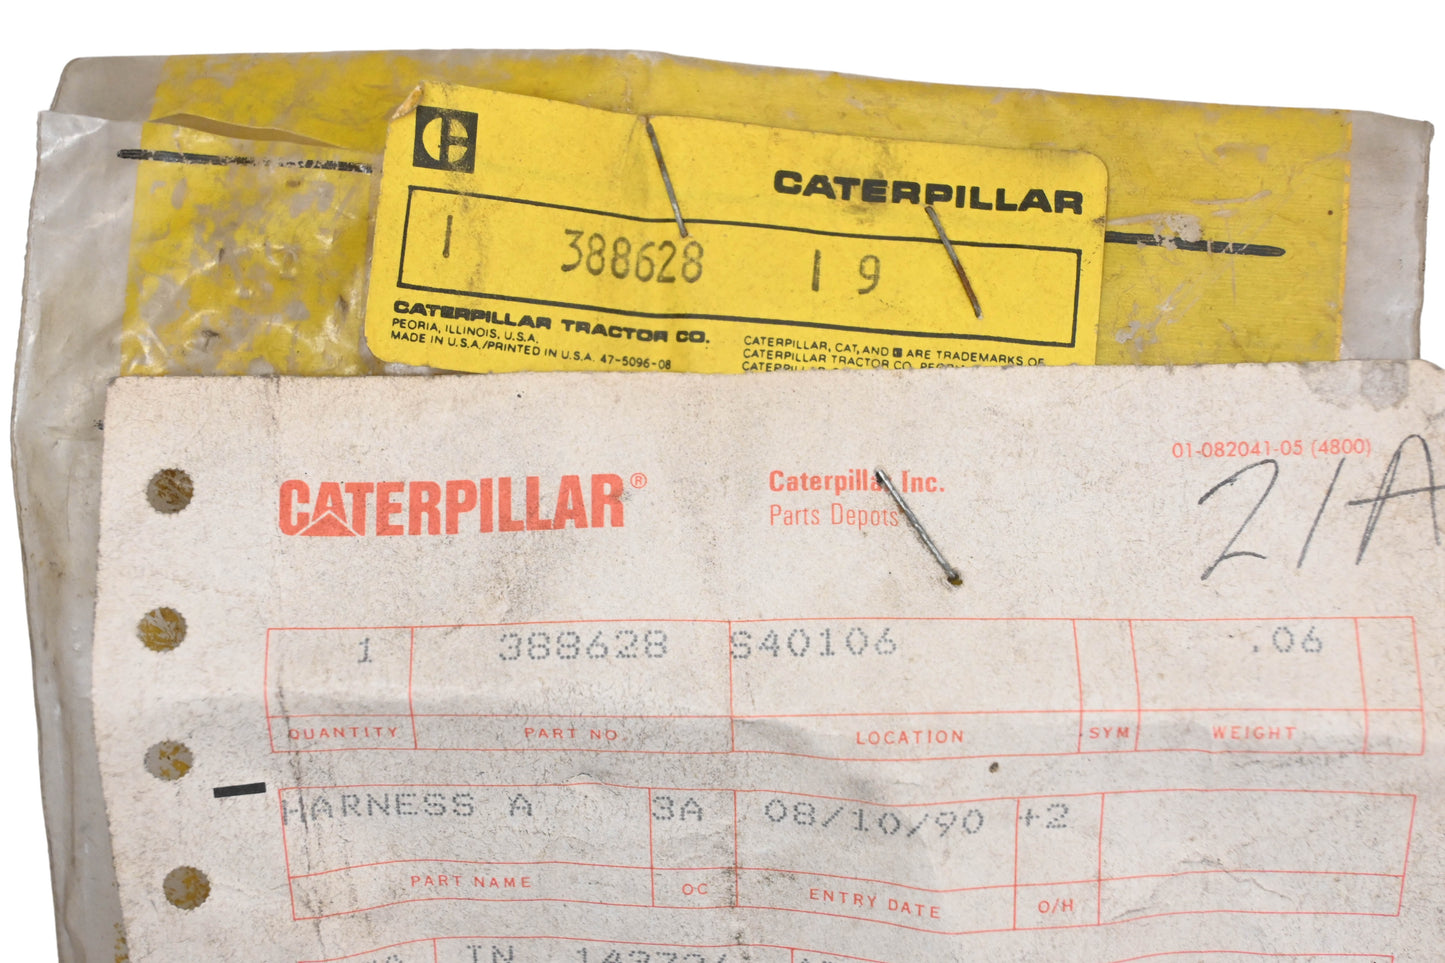 CATERPILLAR
1 388628 1 9
CATERPILLAR TRACTOR CO.
PEORIA, ILLINOIS, U.S.A.
MADE IN U.S.A./PRINTED IN U.S.A. 47-5096-08
CATERPILLAR, CAT, AND ARE TRADEMARKS OF
CATERPILLAR TRACTOR CO.
01-082041-05 (4800)
CATERPILLAR®
Caterpillar Inc.
Parts Depots
21A
1 388628 S40106 .06
QUANTITY PART NO. LOCATION SYM WEIGHT
HARNESS A 3A 08/10/90 +2
PART NAME OC ENTRY DATE O/H
IN